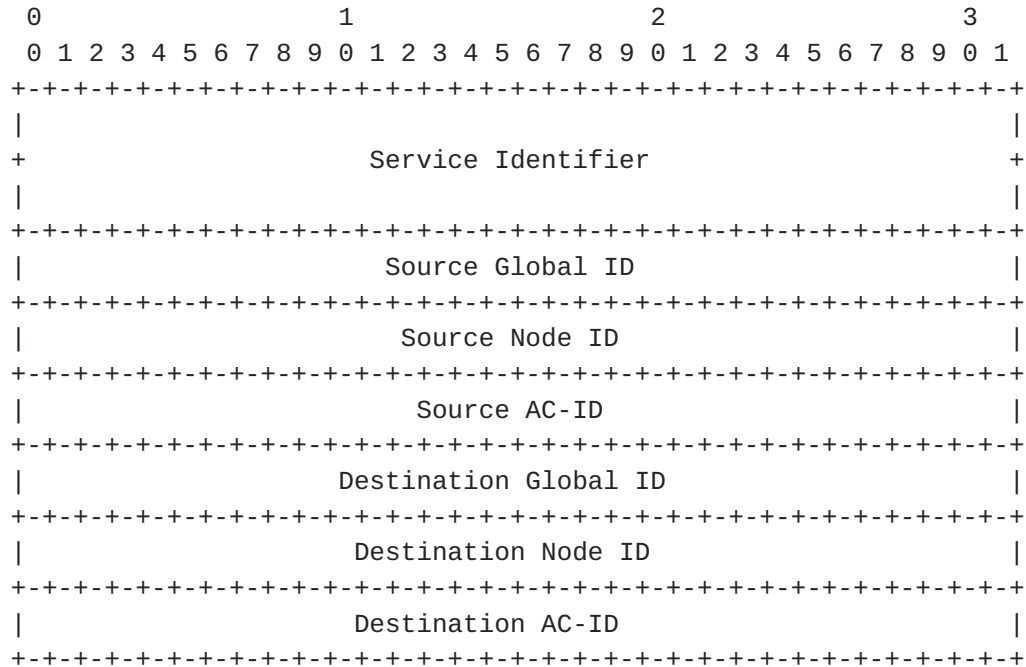 0                   1                   2                   3
 0 1 2 3 4 5 6 7 8 9 0 1 2 3 4 5 6 7 8 9 0 1 2 3 4 5 6 7 8 9 0 1
+-+-+-+-+-+-+-+-+-+-+-+-+-+-+-+-+-+-+-+-+-+-+-+-+-+-+-+-+-+-+-+-+
|                                                               |
+                      Service Identifier                       +
|                                                               |
+-+-+-+-+-+-+-+-+-+-+-+-+-+-+-+-+-+-+-+-+-+-+-+-+-+-+-+-+-+-+-+-+
|                       Source Global ID                        |
+-+-+-+-+-+-+-+-+-+-+-+-+-+-+-+-+-+-+-+-+-+-+-+-+-+-+-+-+-+-+-+-+
|                        Source Node ID                         |
+-+-+-+-+-+-+-+-+-+-+-+-+-+-+-+-+-+-+-+-+-+-+-+-+-+-+-+-+-+-+-+-+
|                         Source AC-ID                          |
+-+-+-+-+-+-+-+-+-+-+-+-+-+-+-+-+-+-+-+-+-+-+-+-+-+-+-+-+-+-+-+-+
|                    Destination Global ID                      |
+-+-+-+-+-+-+-+-+-+-+-+-+-+-+-+-+-+-+-+-+-+-+-+-+-+-+-+-+-+-+-+-+
|                     Destination Node ID                       |
+-+-+-+-+-+-+-+-+-+-+-+-+-+-+-+-+-+-+-+-+-+-+-+-+-+-+-+-+-+-+-+-+
|                     Destination AC-ID                         |
+-+-+-+-+-+-+-+-+-+-+-+-+-+-+-+-+-+-+-+-+-+-+-+-+-+-+-+-+-+-+-+-+